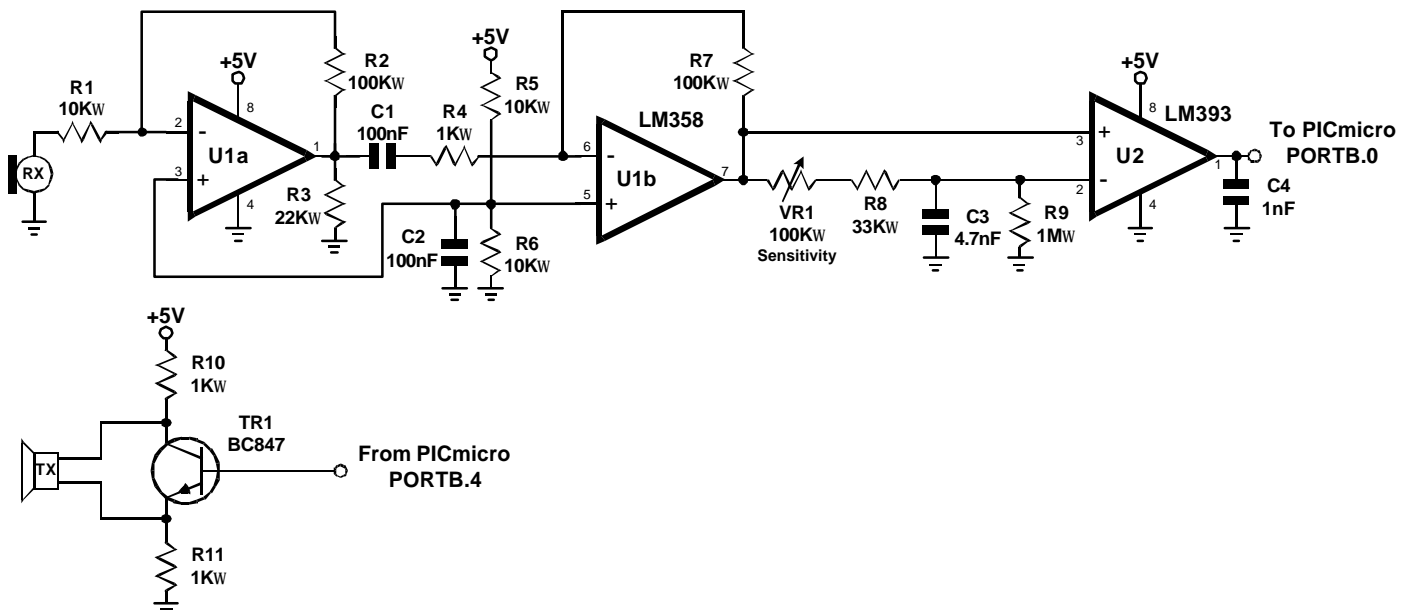 +5V
R1
10KW
RX
2
-
3
+
U1a
8
4
1
R2
100KW
R3
22KW
C1
100nF
R4
1KW
+5V
R5
10KW
C2
100nF
R6
10KW
LM358
6
-
5
+
U1b
7
R7
100KW
VR1
100KW
Sensitivity
R8
33KW
C3
4.7nF
R9
1MW
+5V
8
LM393
3
+
U2
2
-
4
1
To PICmicro
PORTB.0
C4
1nF
+5V
R10
1KW
TX
TR1
BC847
From PICmicro
PORTB.4
R11
1KW